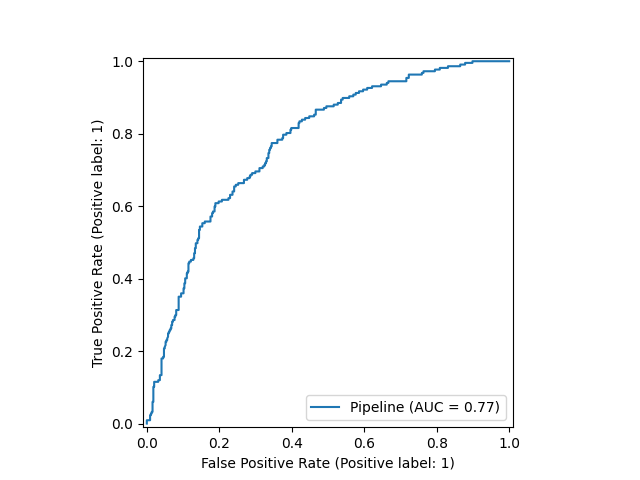 1.0
0.8
0.6
0.4
0.2
0.0
True Positive Rate (Positive label: 1)
Pipeline (AUC = 0.77)
0.0 0.2 0.4 0.6 0.8 1.0
False Positive Rate (Positive label: 1)